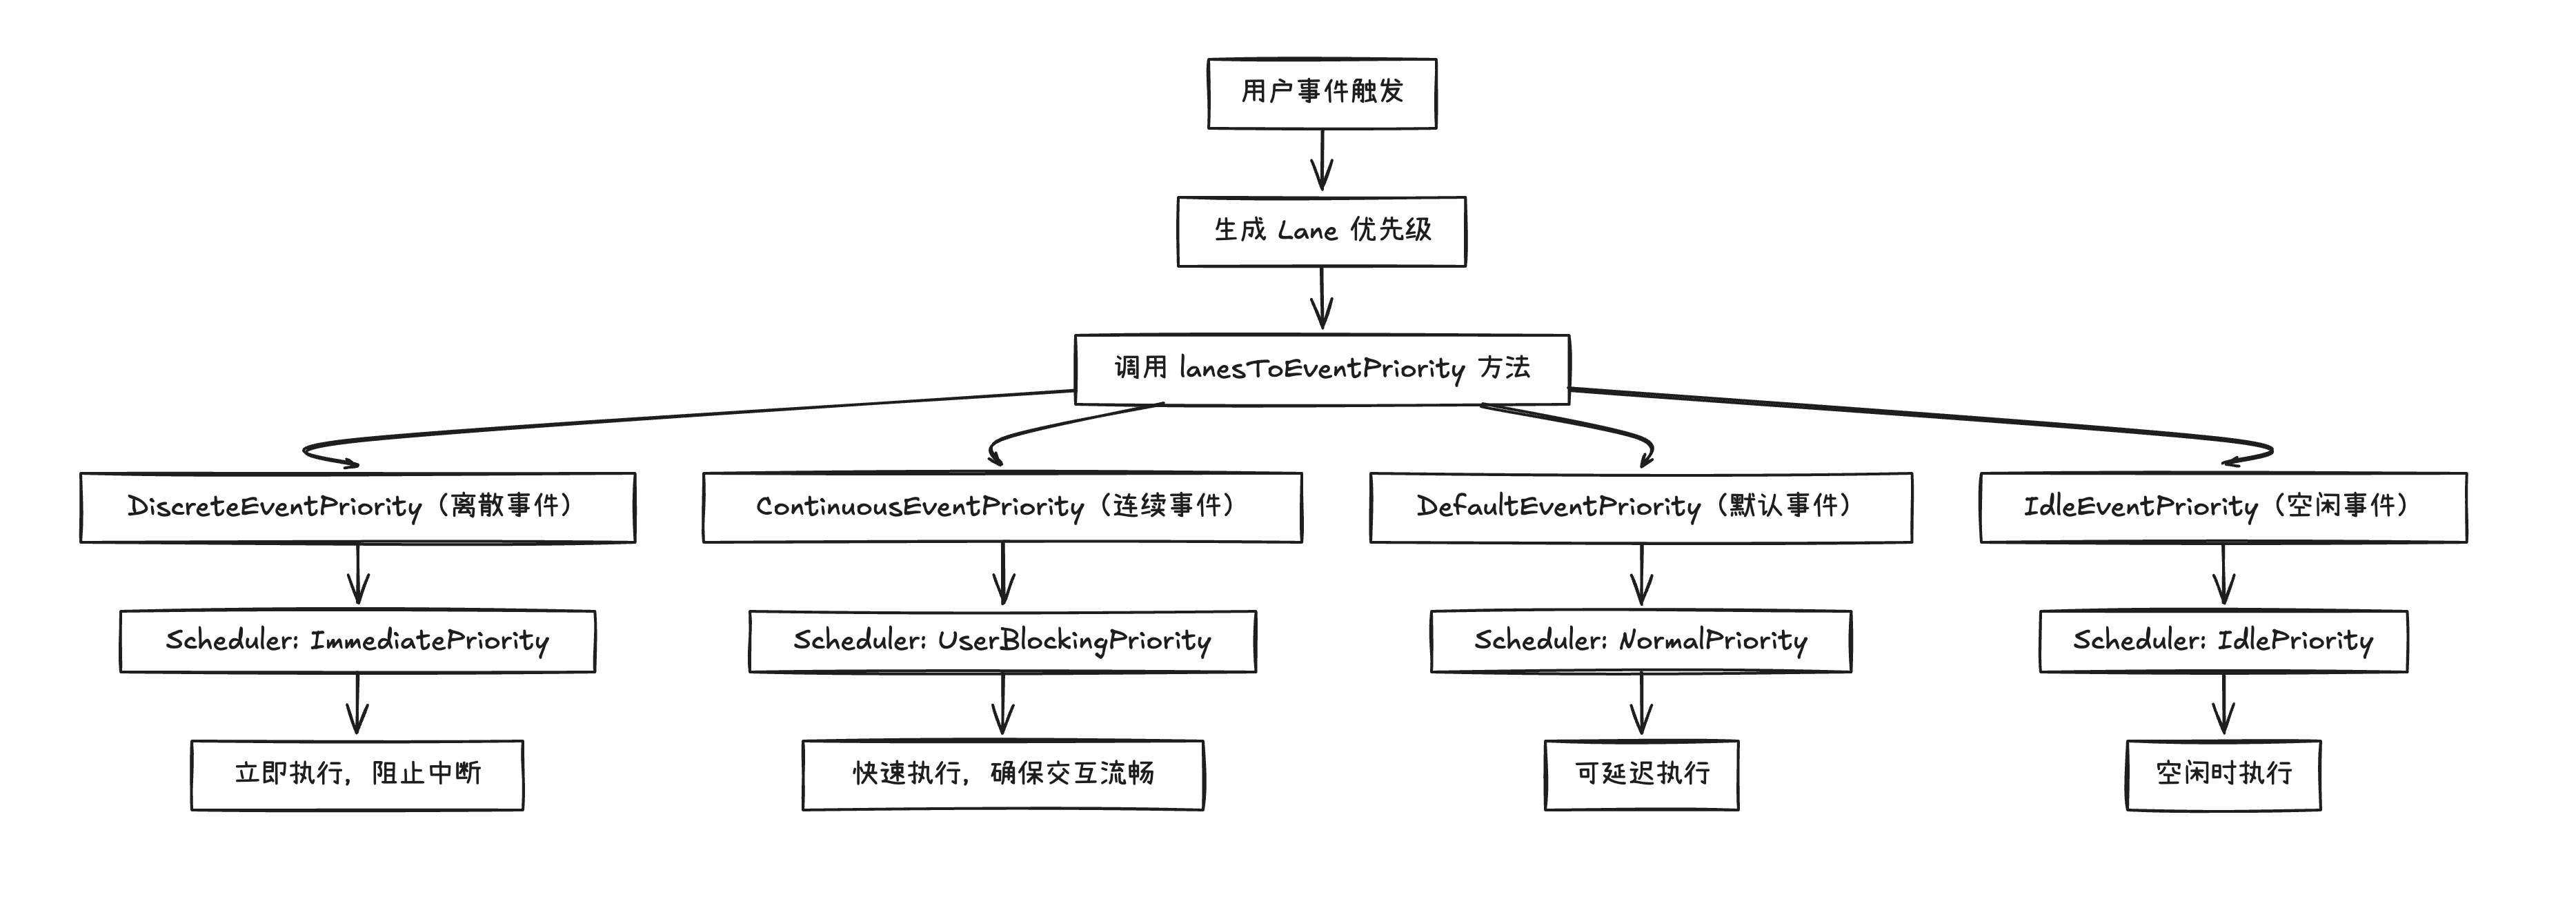 用户事件触发
生成 Lane 优先级
调用 lanesToEventPriority 方法
DiscreteEventPriority（离散事件）
ContinuousEventPriority（连续事件）
DefaultEventPriority（默认事件）
IdleEventPriority（空闲事件）
Scheduler: ImmediatePriority
Scheduler: UserBlockingPriority
Scheduler: NormalPriority
Scheduler: IdlePriority
立即执行，阻止中断
快速执行，确保交互流畅
可延迟执行
空闲时执行